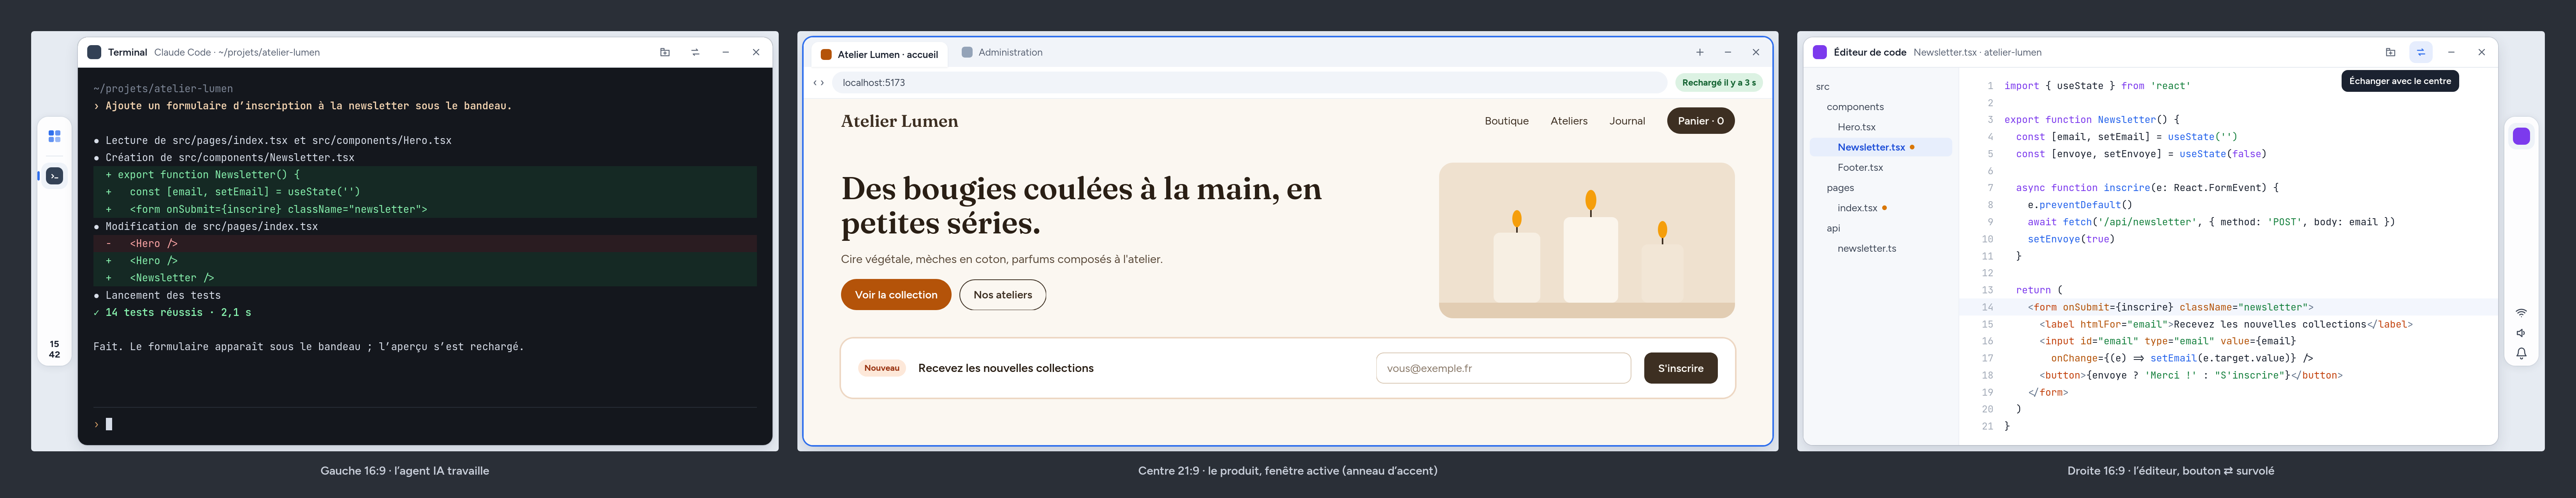 Terminal Claude Code · ~/projets/atelier-lumen
~/projets/atelier-lumen
› Ajoute un formulaire d’inscription à la newsletter sous le bandeau.
● Lecture de src/pages/index.tsx et src/components/Hero.tsx
● Création de src/components/Newsletter.tsx
+ export function Newsletter() {
+   const [email, setEmail] = useState('')
+   <form onSubmit={inscrire} className="newsletter">
● Modification de src/pages/index.tsx
-   <Hero />
+   <Hero />
+   <Newsletter />
● Lancement des tests
✓ 14 tests réussis · 2,1 s
Fait. Le formulaire apparaît sous le bandeau ; l’aperçu s’est rechargé.
›
15
42
Gauche 16:9 · l’agent IA travaille
Atelier Lumen · accueil
Administration
localhost:5173
Rechargé il y a 3 s
Atelier Lumen
Boutique Ateliers Journal Panier · 0
Des bougies coulées à la main, en
petites séries.
Cire végétale, mèches en coton, parfums composés à l'atelier.
Voir la collection
Nos ateliers
Nouveau Recevez les nouvelles collections
vous@exemple.fr
S'inscrire
Centre 21:9 · le produit, fenêtre active (anneau d’accent)
Éditeur de code Newsletter.tsx · atelier-lumen
Échanger avec le centre
src
components
Hero.tsx
Newsletter.tsx
Footer.tsx
pages
index.tsx
api
newsletter.ts
1 import { useState } from 'react'
2
3 export function Newsletter() {
4   const [email, setEmail] = useState('')
5   const [envoye, setEnvoye] = useState(false)
6
7   async function inscrire(e: React.FormEvent) {
8     e.preventDefault()
9     await fetch('/api/newsletter', { method: 'POST', body: email })
10     setEnvoye(true)
11   }
12
13   return (
14     <form onSubmit={inscrire} className="newsletter">
15       <label htmlFor="email">Recevez les nouvelles collections</label>
16       <input id="email" type="email" value={email}
17         onChange={(e) => setEmail(e.target.value)} />
18       <button>{envoye ? 'Merci !' : "S'inscrire"}</button>
19     </form>
20   )
21 }
Droite 16:9 · l’éditeur, bouton ⇄ survolé